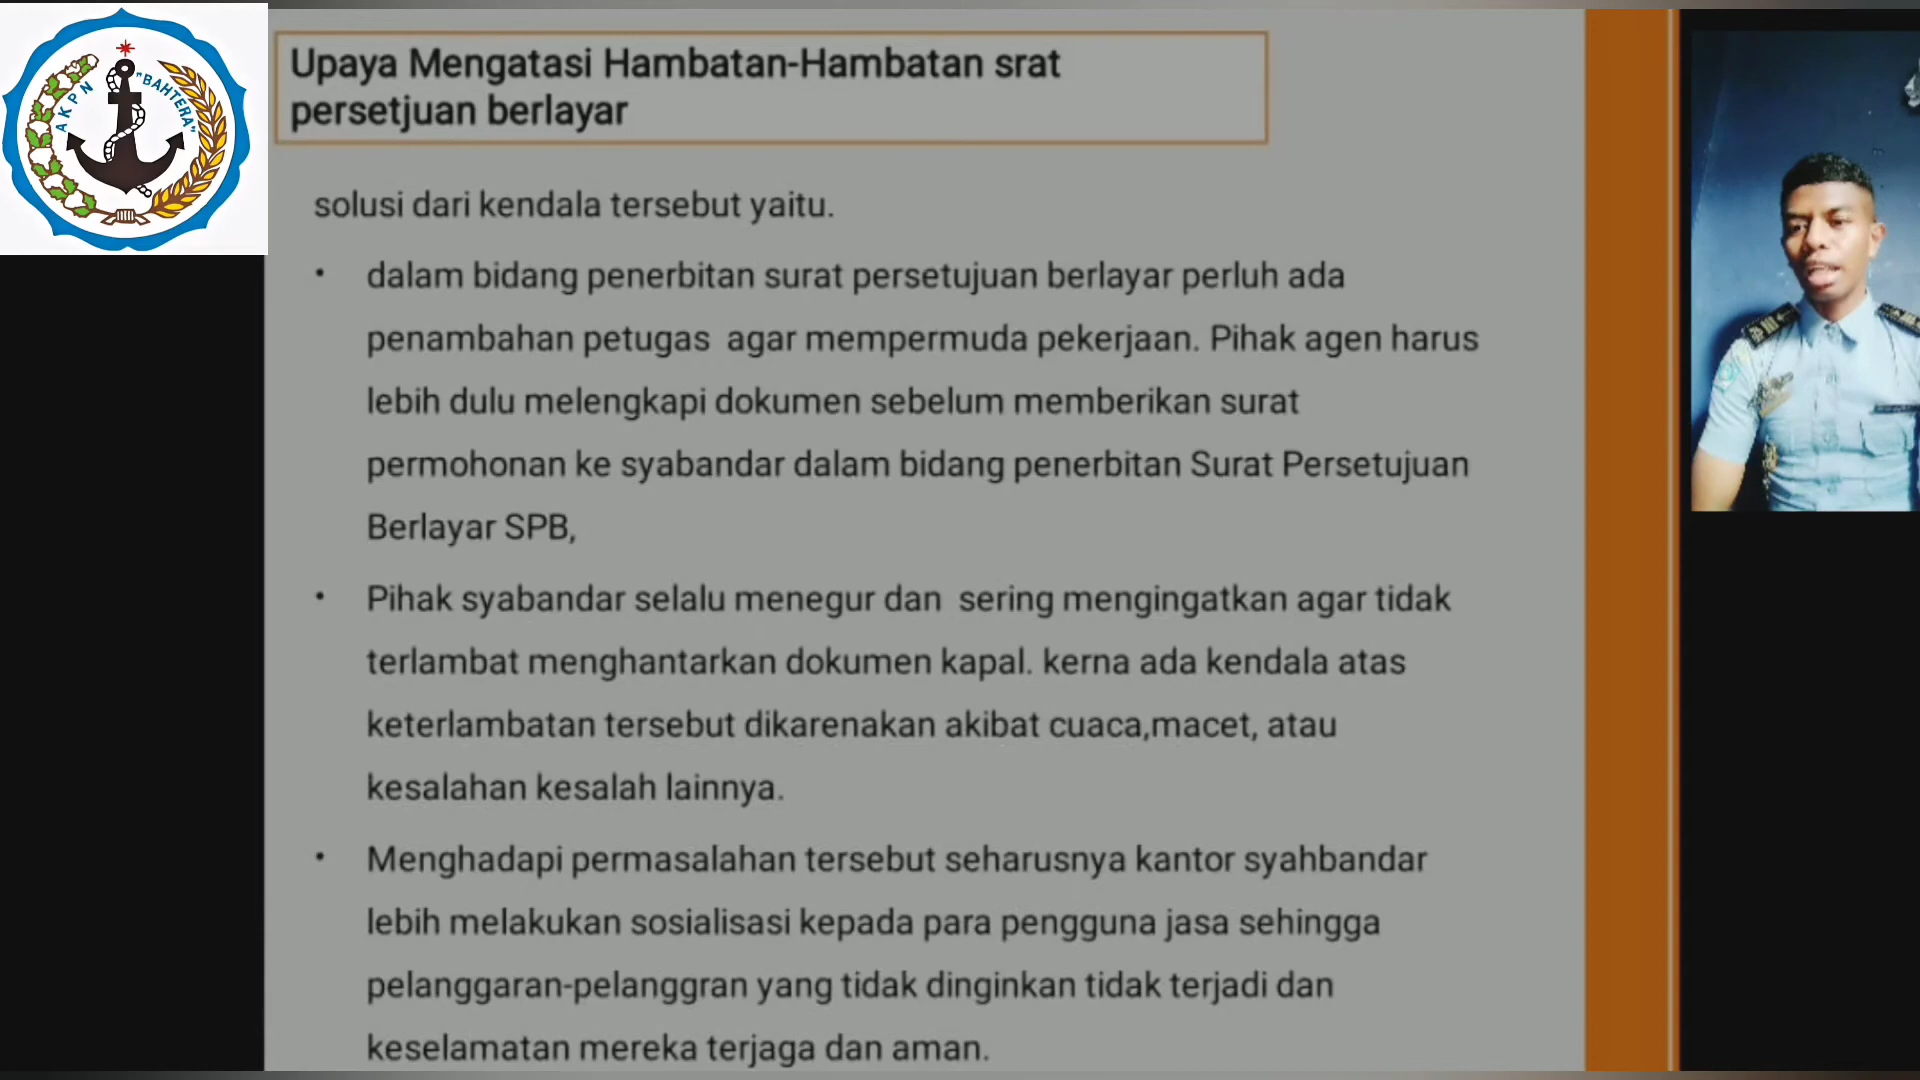 AKPN "BAHTERA"
Upaya Mengatasi Hambatan-Hambatan srat
persetjuan berlayar
solusi dari kendala tersebut yaitu.
• dalam bidang penerbitan surat persetujuan berlayar perluh ada
penambahan petugas agar mempermuda pekerjaan. Pihak agen harus
lebih dulu melengkapi dokumen sebelum memberikan surat
permohonan ke syabandar dalam bidang penerbitan Surat Persetujuan
Berlayar SPB,
• Pihak syabandar selalu menegur dan sering mengingatkan agar tidak
terlambat menghantarkan dokumen kapal. kerna ada kendala atas
keterlambatan tersebut dikarenakan akibat cuaca,macet, atau
kesalahan kesalah lainnya.
• Menghadapi permasalahan tersebut seharusnya kantor syahbandar
lebih melakukan sosialisasi kepada para pengguna jasa sehingga
pelanggaran-pelanggran yang tidak dinginkan tidak terjadi dan
keselamatan mereka terjaga dan aman.